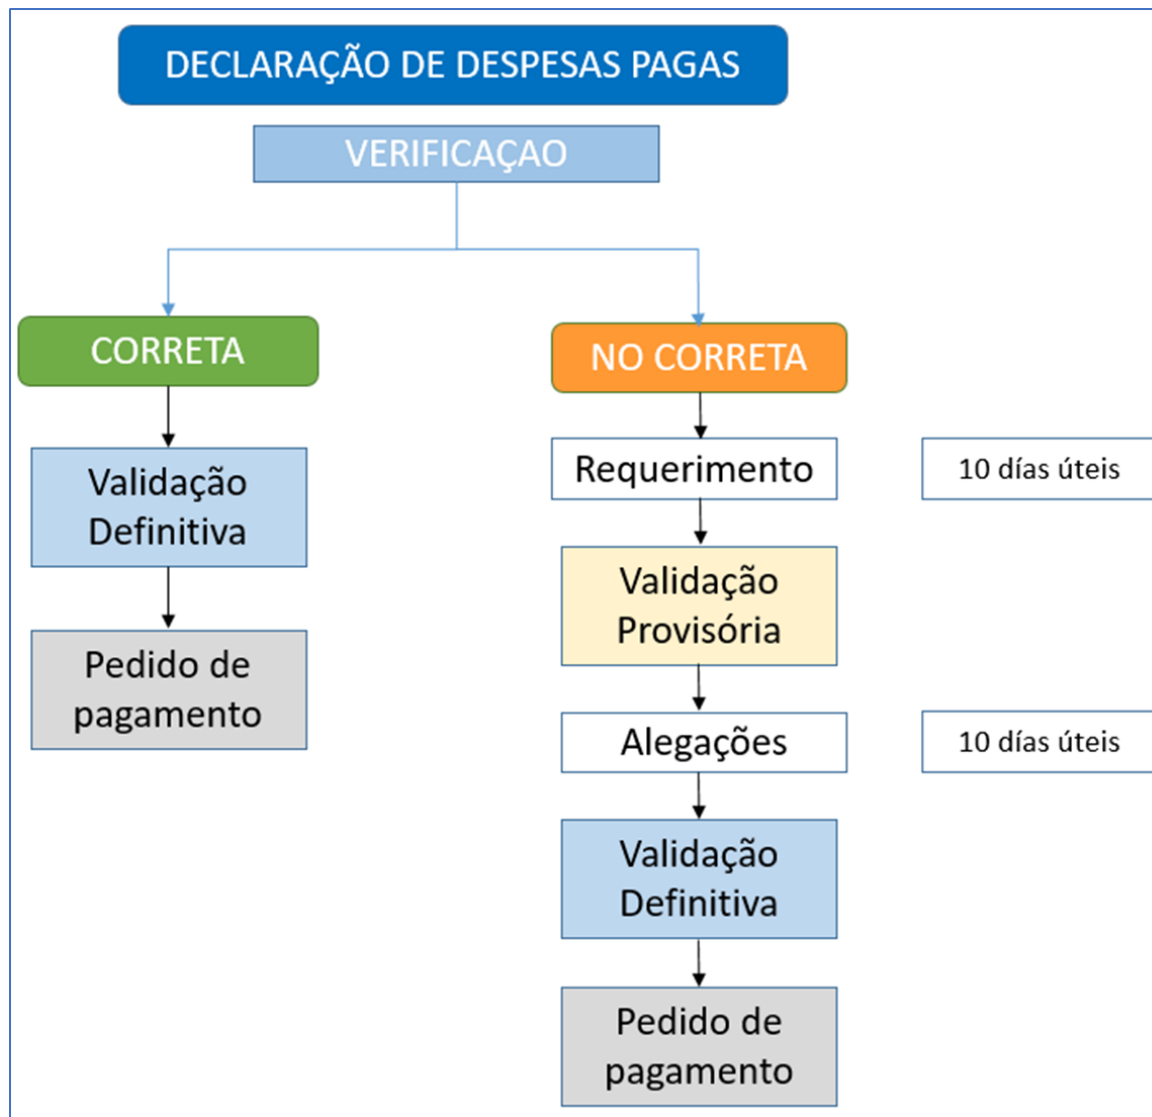 DECLARAÇÃO DE DESPESAS PAGAS
VERIFICAÇAO
CORRETA
Validação
Definitiva
Pedido de
pagamento
NO CORRETA
Requerimento
10 días úteis
Validação
Provisória
Alegações
10 días úteis
Validação
Definitiva
Pedido de
pagamento